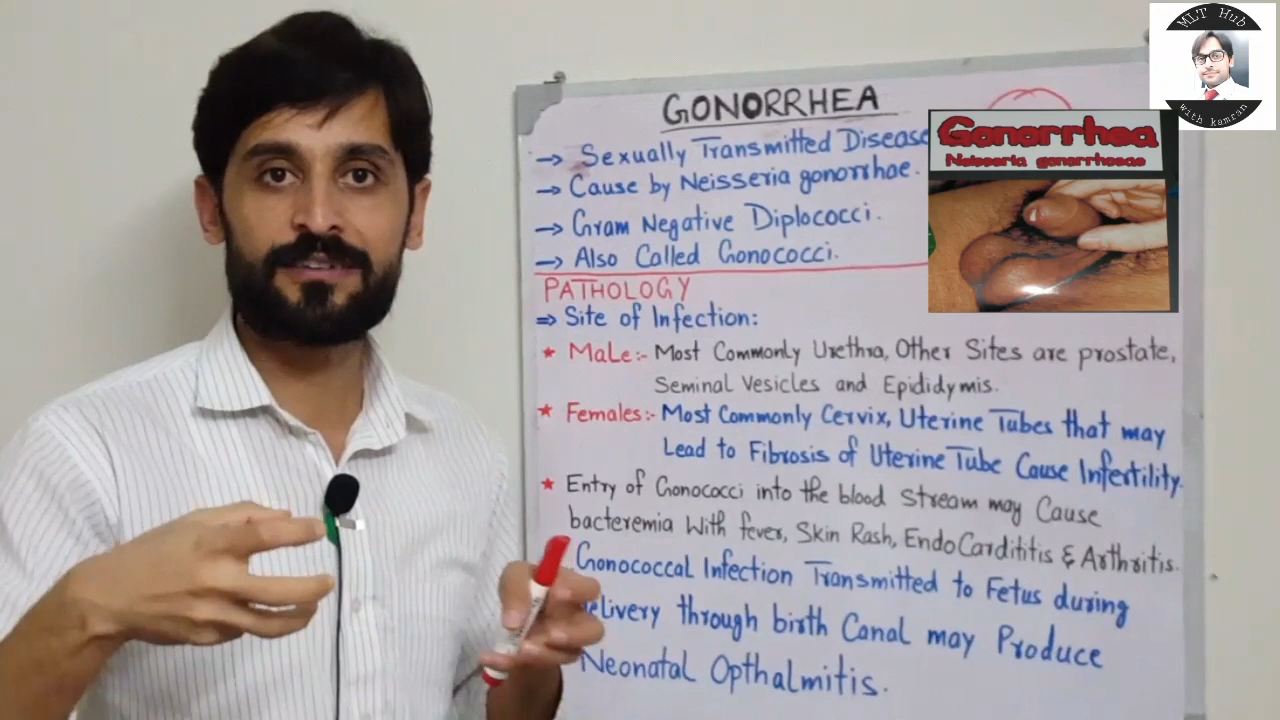 MLT Hub
with kamran
GONORRHEA
→ Sexually Transmitted Disease
→ Cause by Neisseria gonorrhae.
→ Gram Negative Diplococci.
→ Also Called Gonococci.
Gonorrhea
Neisseria gonorrhoeae
PATHOLOGY
⇒ Site of Infection:
* Male:- Most Commonly Urethra, Other Sites are prostate,
Seminal Vesicles and Epididymis.
* Females:- Most Commonly Cervix, Uterine Tubes that may
Lead to Fibrosis of Uterine Tube Cause Infertility.
* Entry of Gonococci into the blood stream may Cause
bacteremia With fever, Skin Rash, EndoCardititis & Arthritis.
Gonococcal Infection Transmitted to Fetus during
elivery through birth Canal may Produce
Neonatal Opthalmitis.